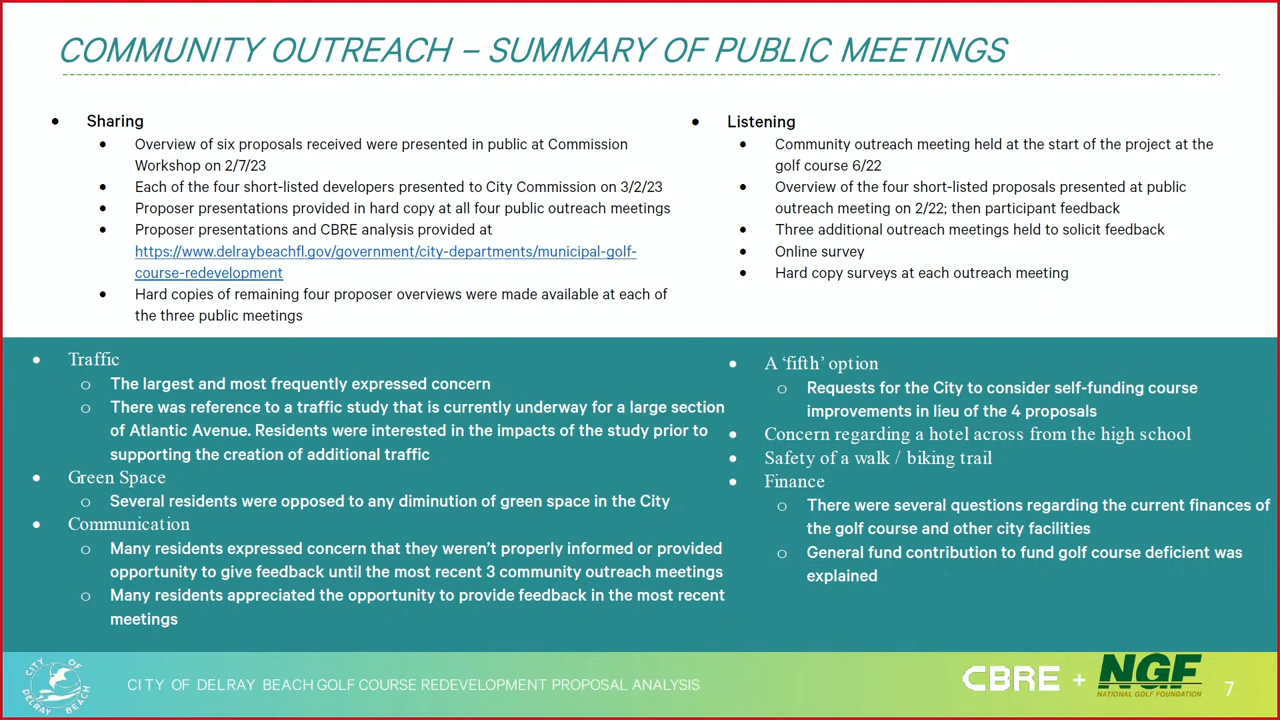 COMMUNITY OUTREACH – SUMMARY OF PUBLIC MEETINGS
• Sharing
• Overview of six proposals received were presented in public at Commission
Workshop on 2/7/23
• Each of the four short-listed developers presented to City Commission on 3/2/23
• Proposer presentations provided in hard copy at all four public outreach meetings
• Proposer presentations and CBRE analysis provided at
https://www.delraybeachfl.gov/government/city-departments/municipal-golf-
course-redevelopment
• Hard copies of remaining four proposer overviews were made available at each of
the three public meetings
• Listening
• Community outreach meeting held at the start of the project at the
golf course 6/22
• Overview of the four short-listed proposals presented at public
outreach meeting on 2/22; then participant feedback
• Three additional outreach meetings held to solicit feedback
• Online survey
• Hard copy surveys at each outreach meeting
• Traffic
o The largest and most frequently expressed concern
o There was reference to a traffic study that is currently underway for a large section
of Atlantic Avenue. Residents were interested in the impacts of the study prior to
supporting the creation of additional traffic
• Green Space
o Several residents were opposed to any diminution of green space in the City
• Communication
o Many residents expressed concern that they weren't properly informed or provided
opportunity to give feedback until the most recent 3 community outreach meetings
o Many residents appreciated the opportunity to provide feedback in the most recent
meetings
• A ‘fifth’ option
o Requests for the City to consider self-funding course
improvements in lieu of the 4 proposals
• Concern regarding a hotel across from the high school
• Safety of a walk / biking trail
• Finance
o There were several questions regarding the current finances of
the golf course and other city facilities
o General fund contribution to fund golf course deficient was
explained
CITY OF
DELRAY BEACH
CITY OF DELRAY BEACH GOLF COURSE REDEVELOPMENT PROPOSAL ANALYSIS
CBRE + NGF
NATIONAL GOLF FOUNDATION
7